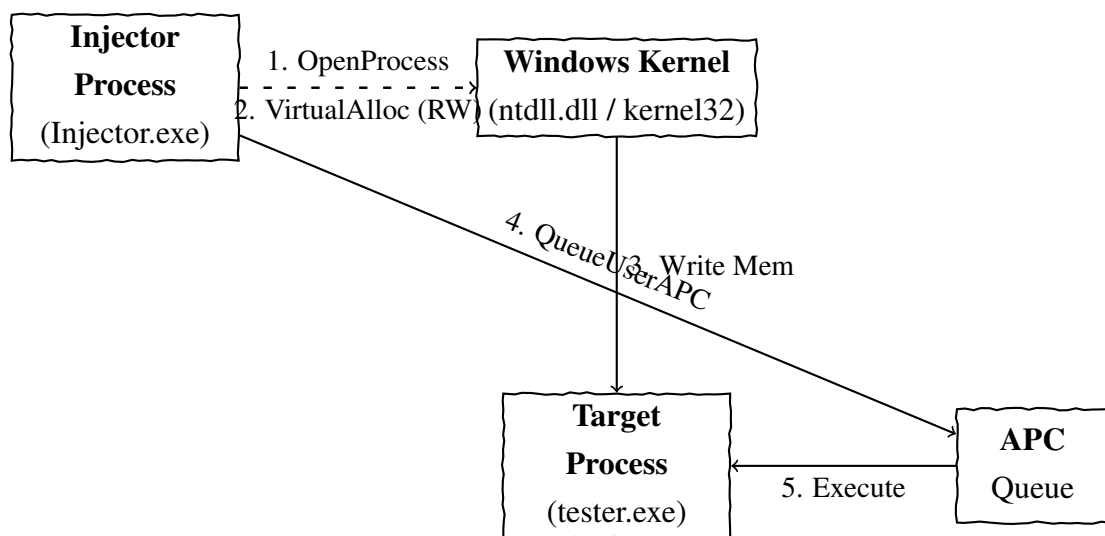 Injector
Process
(Injector.exe)
1. OpenProcess
2. VirtualAlloc (RW)
Windows Kernel
(ntdll.dll / kernel32)
4. QueueUserAPC
3. Write Mem
Target
Process
(tester.exe)
5. Execute
APC
Queue